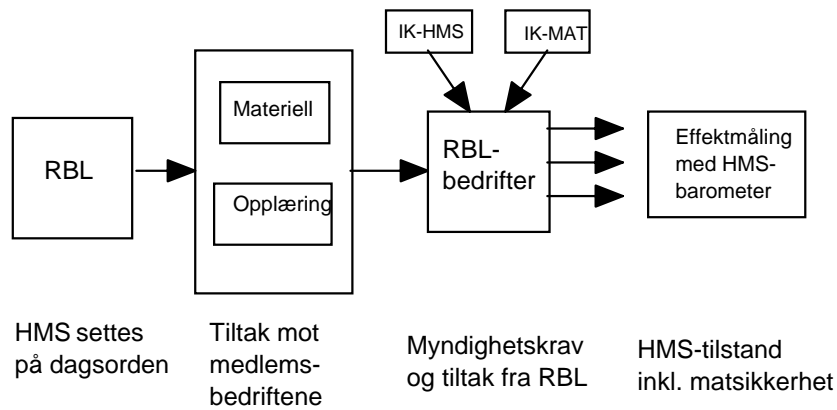 IK-HMS
IK-MAT
RBL
Materiell
Opplæring
RBL-
bedrifter
Effektmåling
med HMS-
barometer
HMS settes
på dagsorden
Tiltak mot
medlems-
bedriftene
Myndighetskrav
og tiltak fra RBL
HMS-tilstand
inkl. matsikkerhet